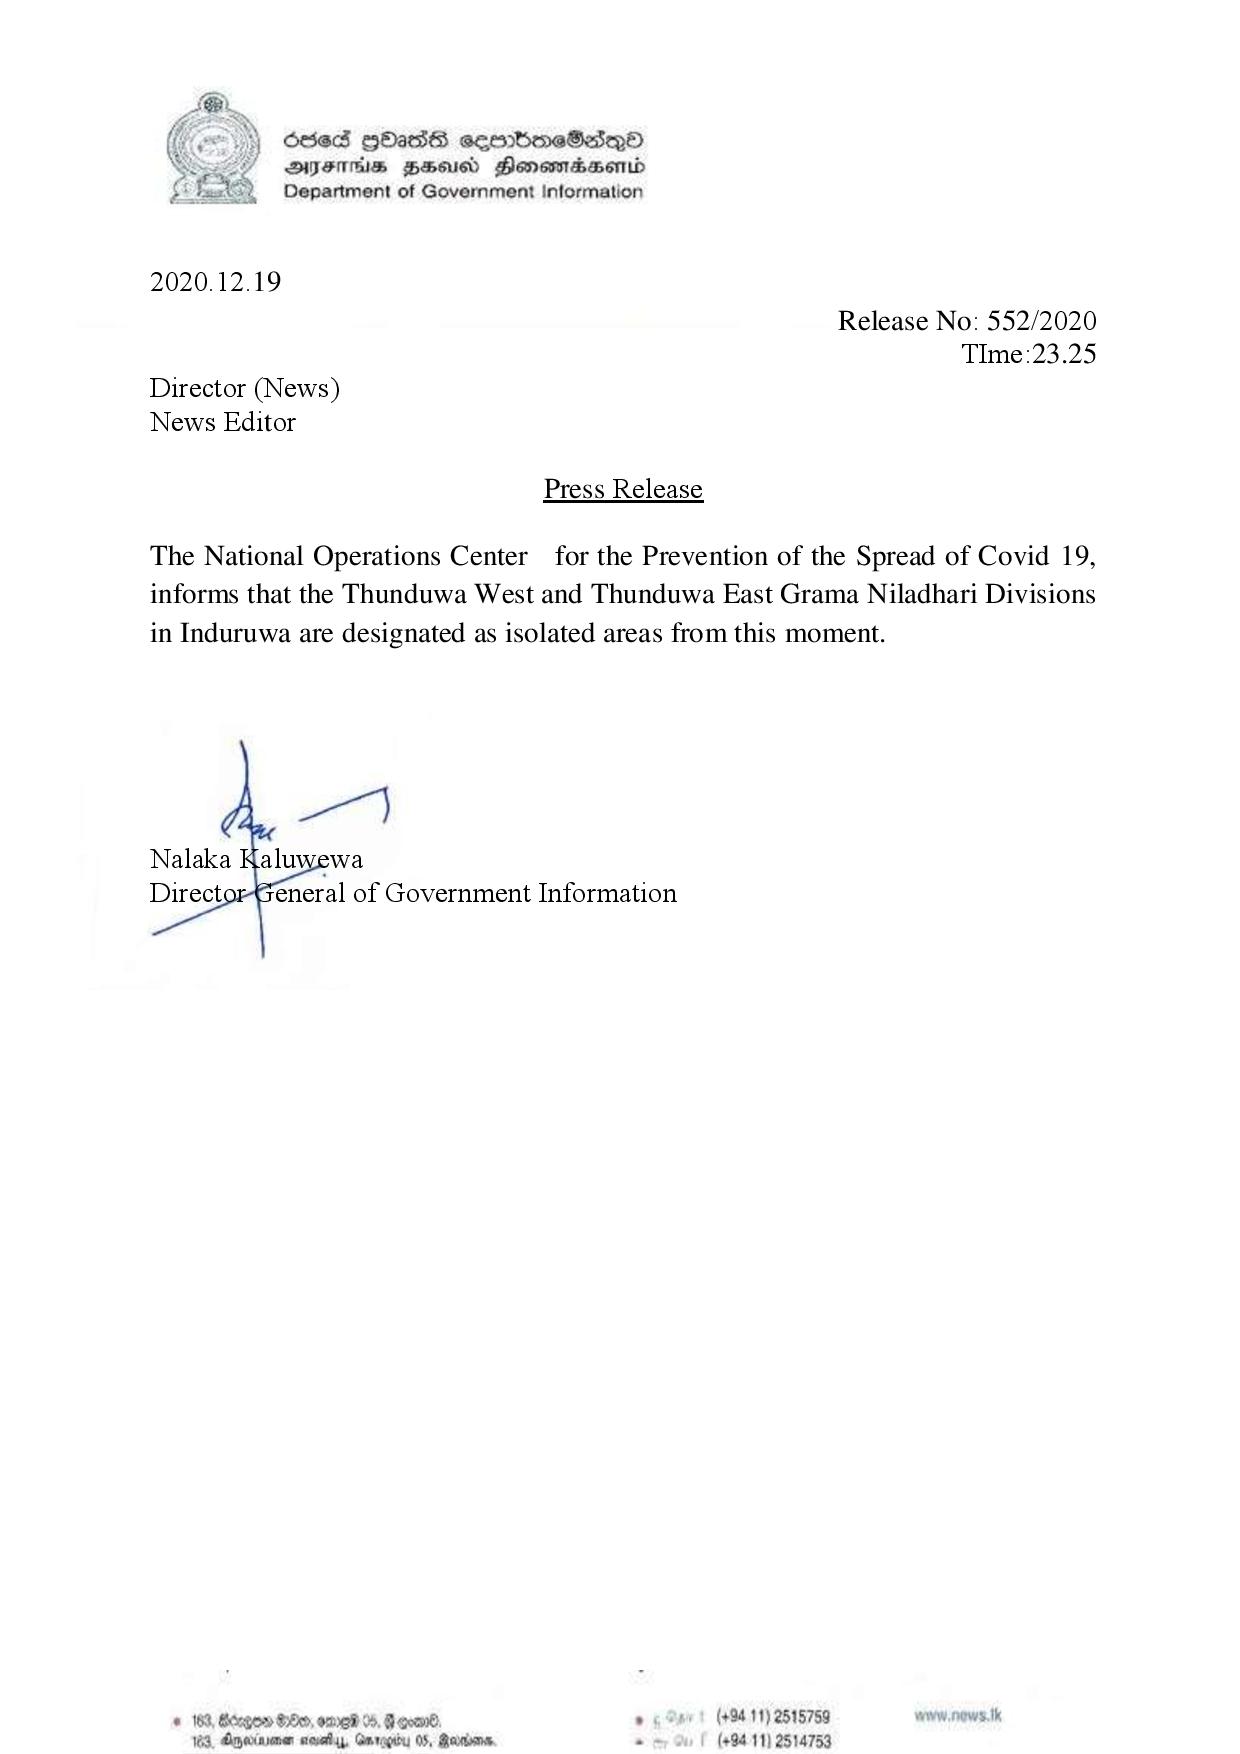 රජයේ ප්‍රවෘත්ති දෙපාර්තමේන්තුව
அரசாங்க தகவல் திணைக்களம்
Department of Government Information
2020.12.19
Release No: 552/2020
TIme:23.25
Director (News)
News Editor
Press Release
The National Operations Center for the Prevention of the Spread of Covid 19,
informs that the Thunduwa West and Thunduwa East Grama Niladhari Divisions
in Induruwa are designated as isolated areas from this moment.
Nalaka Kaluwewa
Director General of Government Information
163, කිරුලපන මාවත, කොළඹ 05, ශ්‍රී ලංකාව.
163, கிருலப்பனை எவனியூ, கொழும்பு 05, இலங்கை.
(+94 11) 2515759
(+94 11) 2514753
www.news.lk